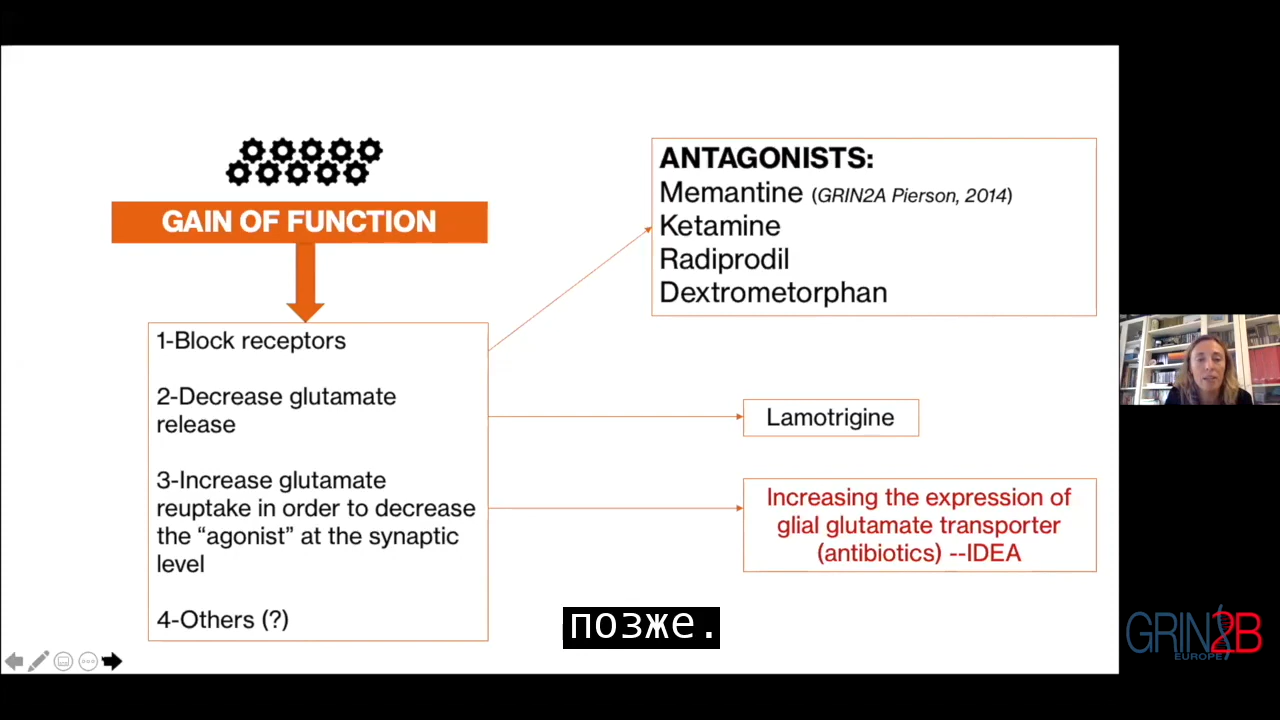 GAIN OF FUNCTION
1-Block receptors
2-Decrease glutamate
release
3-Increase glutamate
reuptake in order to decrease
the “agonist” at the synaptic
level
4-Others (?)
ANTAGONISTS:
Memantine (GRIN2A Pierson, 2014)
Ketamine
Radiprodil
Dextrometorphan
Lamotrigine
Increasing the expression of
glial glutamate transporter
(antibiotics) --IDEA
позже.
GRIN2B
EUROPE